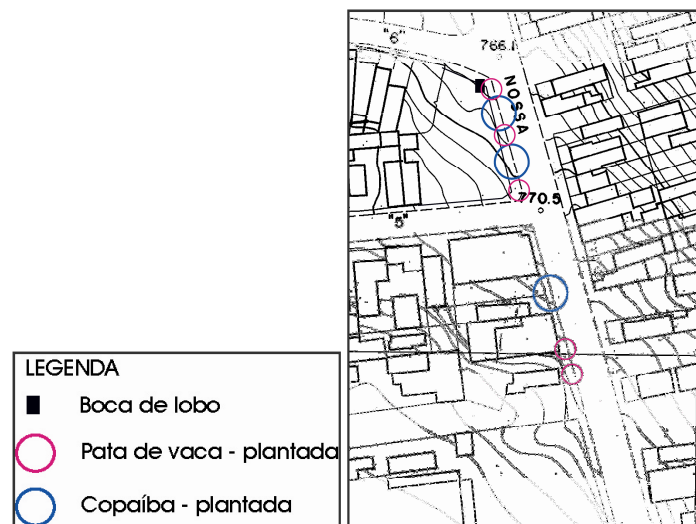 "6"
766.1
NOSSA
770.5
"5"
LEGENDA
Boca de lobo
Pata de vaca - plantada
Copaíba - plantada